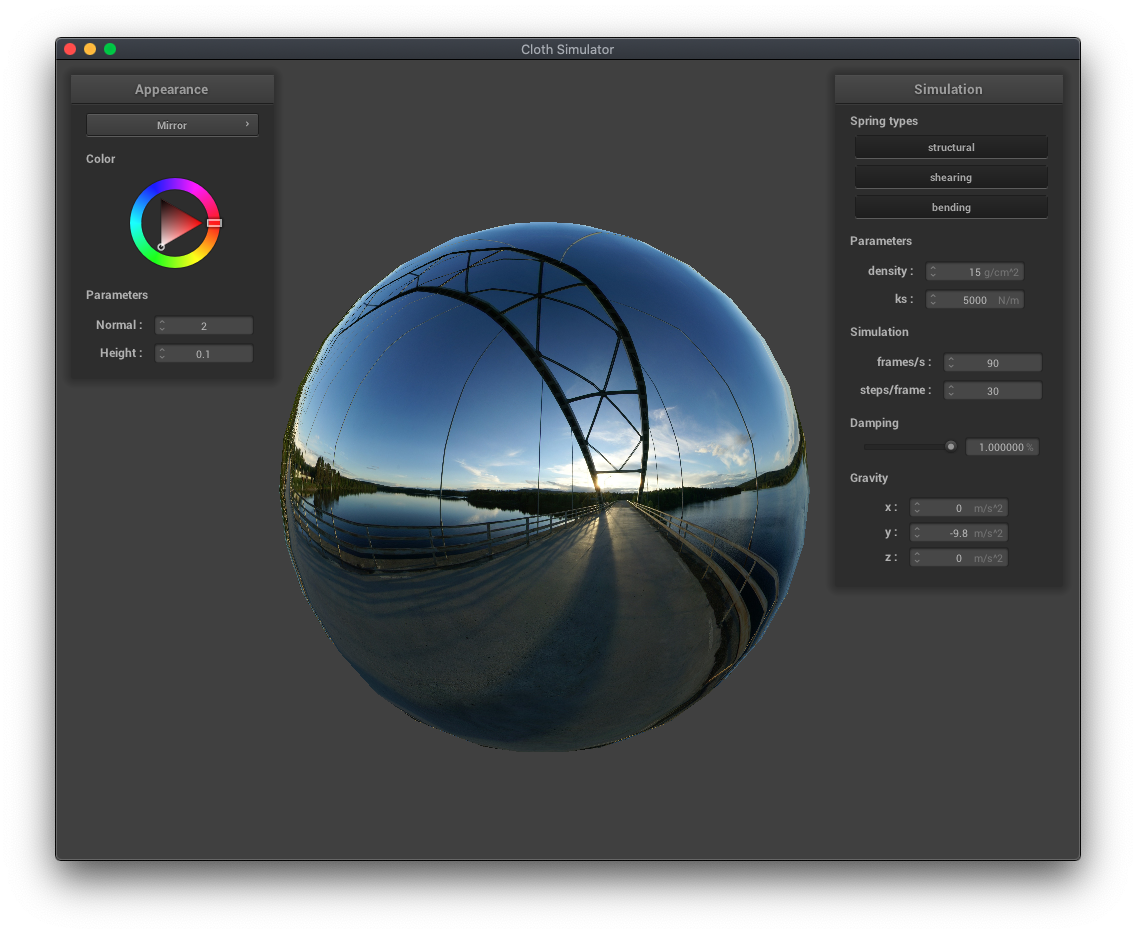 Cloth Simulator
Appearance
Mirror
Color
Parameters
Normal : 2
Height : 0.1
Simulation
Spring types
structural
shearing
bending
Parameters
density : 15 g/cm^2
ks : 5000 N/m
Simulation
frames/s : 90
steps/frame : 30
Damping
1.000000 %
Gravity
x : 0 m/s^2
y : -9.8 m/s^2
z : 0 m/s^2